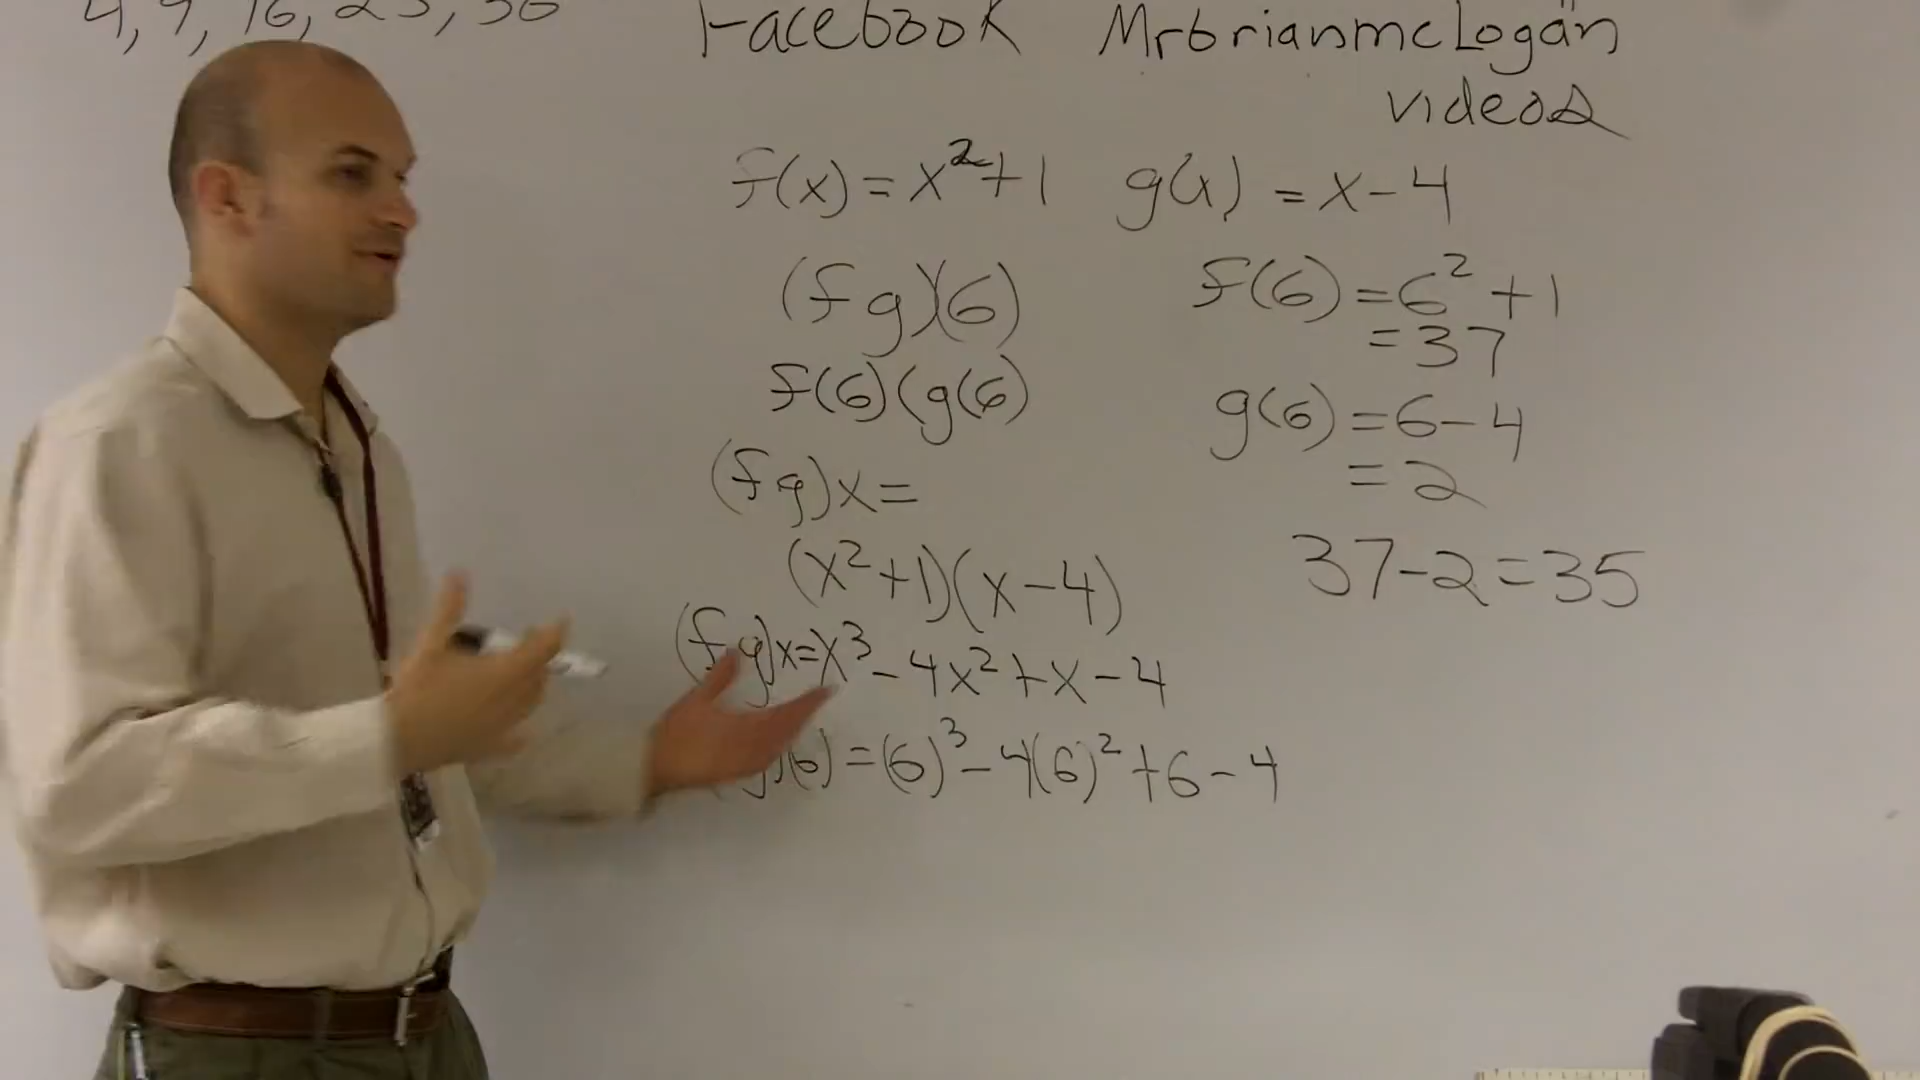 4, 9, 16, 25, 36
Facebook Mrbrianmclogan
videos
f(x) = x²+1 g(x) = x-4
(fg)(6)
f(6)(g(6)
(fg)x =
(x²+1)(x-4)
(fg)x = x³ - 4x² + x - 4
g)(6) = (6)³ - 4(6)² + 6 - 4
f(6) = 6² + 1
= 37
g(6) = 6-4
= 2
37-2=35